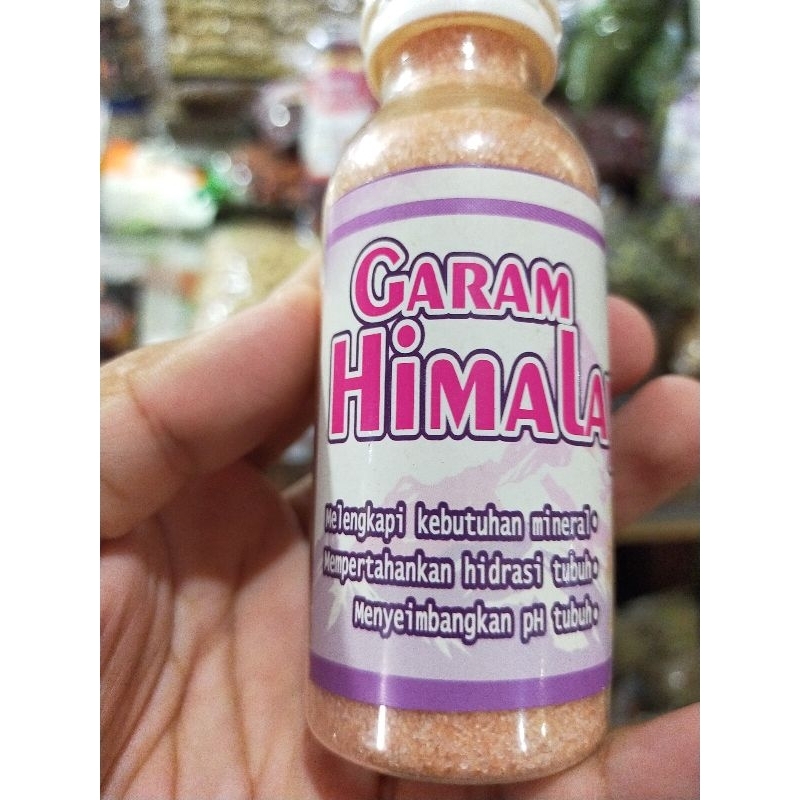 GARAM
HimaLa
Melengkapi kebutuhan mineral•
Mempertahankan hidrasi tubuh•
Menyeimbangkan pH tubuh•